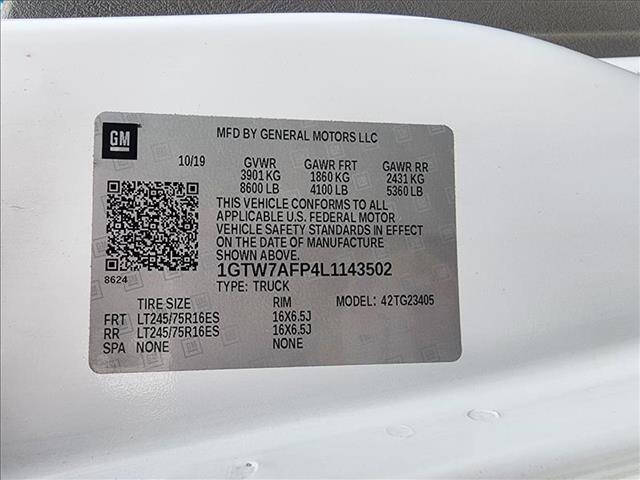 GM
MFD BY GENERAL MOTORS LLC
10/19 GVWR GAWR FRT GAWR RR
3901 KG 1860 KG 2431 KG
8600 LB 4100 LB 5360 LB
THIS VEHICLE CONFORMS TO ALL
APPLICABLE U.S. FEDERAL MOTOR
VEHICLE SAFETY STANDARDS IN EFFECT
ON THE DATE OF MANUFACTURE
8624 1GTW7AFP4L1143502
TYPE: TRUCK
TIRE SIZE RIM MODEL: 42TG23405
FRT LT245/75R16ES 16X6.5J
RR LT245/75R16ES 16X6.5J
SPA NONE NONE